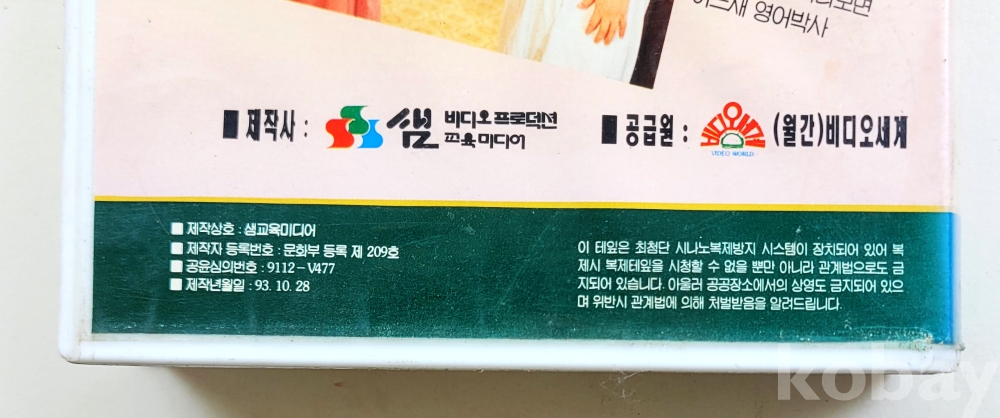 영어박사
■ 제작사 : 샘 비디오 프로덕션
교육미디어
■ 공급원 : 비디오세계 (월간)비디오세계
VIDEO WORLD
■ 제작상호 : 샘교육미디어
■ 제작자 등록번호 : 문화부 등록 제 209호
■ 공윤심의번호 : 9112-V477
■ 제작년월일 : 93. 10. 28
이 테잎은 최첨단 시나노복제방지 시스템이 장치되어 있어 복
제시 복제테잎을 시청할 수 없을 뿐만 아니라 관계법으로도 금
지되어 있습니다. 아울러 공공장소에서의 상영도 금지되어 있으
며 위반시 관계법에 의해 처벌받음을 알려드립니다.
kobay